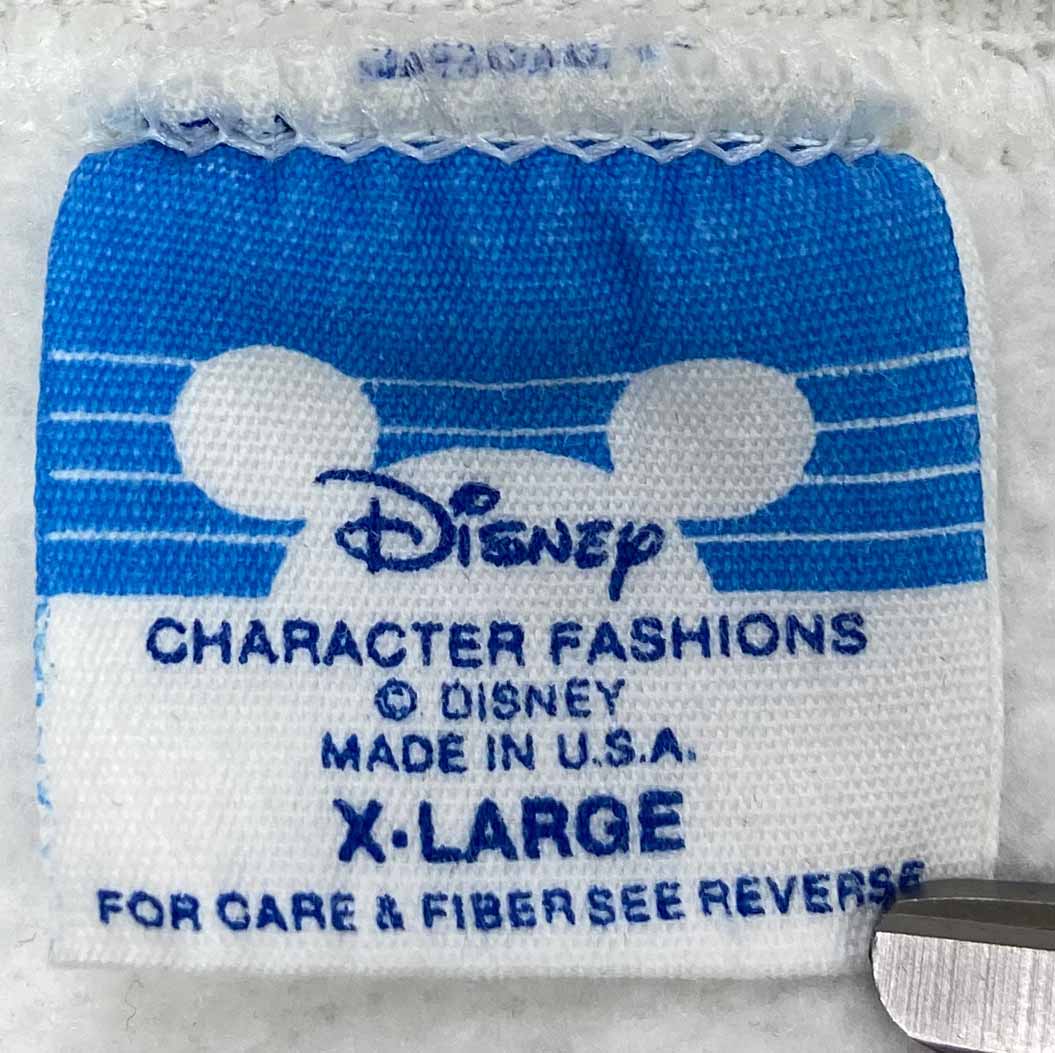 Disney
CHARACTER FASHIONS
© DISNEY
MADE IN U.S.A.
X-LARGE
FOR CARE & FIBER SEE REVERSE